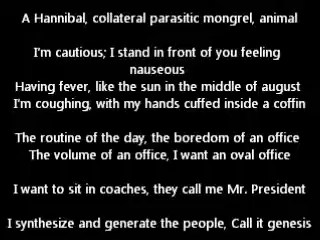 A Hannibal, collateral parasitic mongrel, animal
I'm cautious; I stand in front of you feeling
nauseous
Having fever, like the sun in the middle of august
I'm coughing, with my hands cuffed inside a coffin
The routine of the day, the boredom of an office
The volume of an office, I want an oval office
I want to sit in coaches, they call me Mr. President
I synthesize and generate the people, Call it genesis